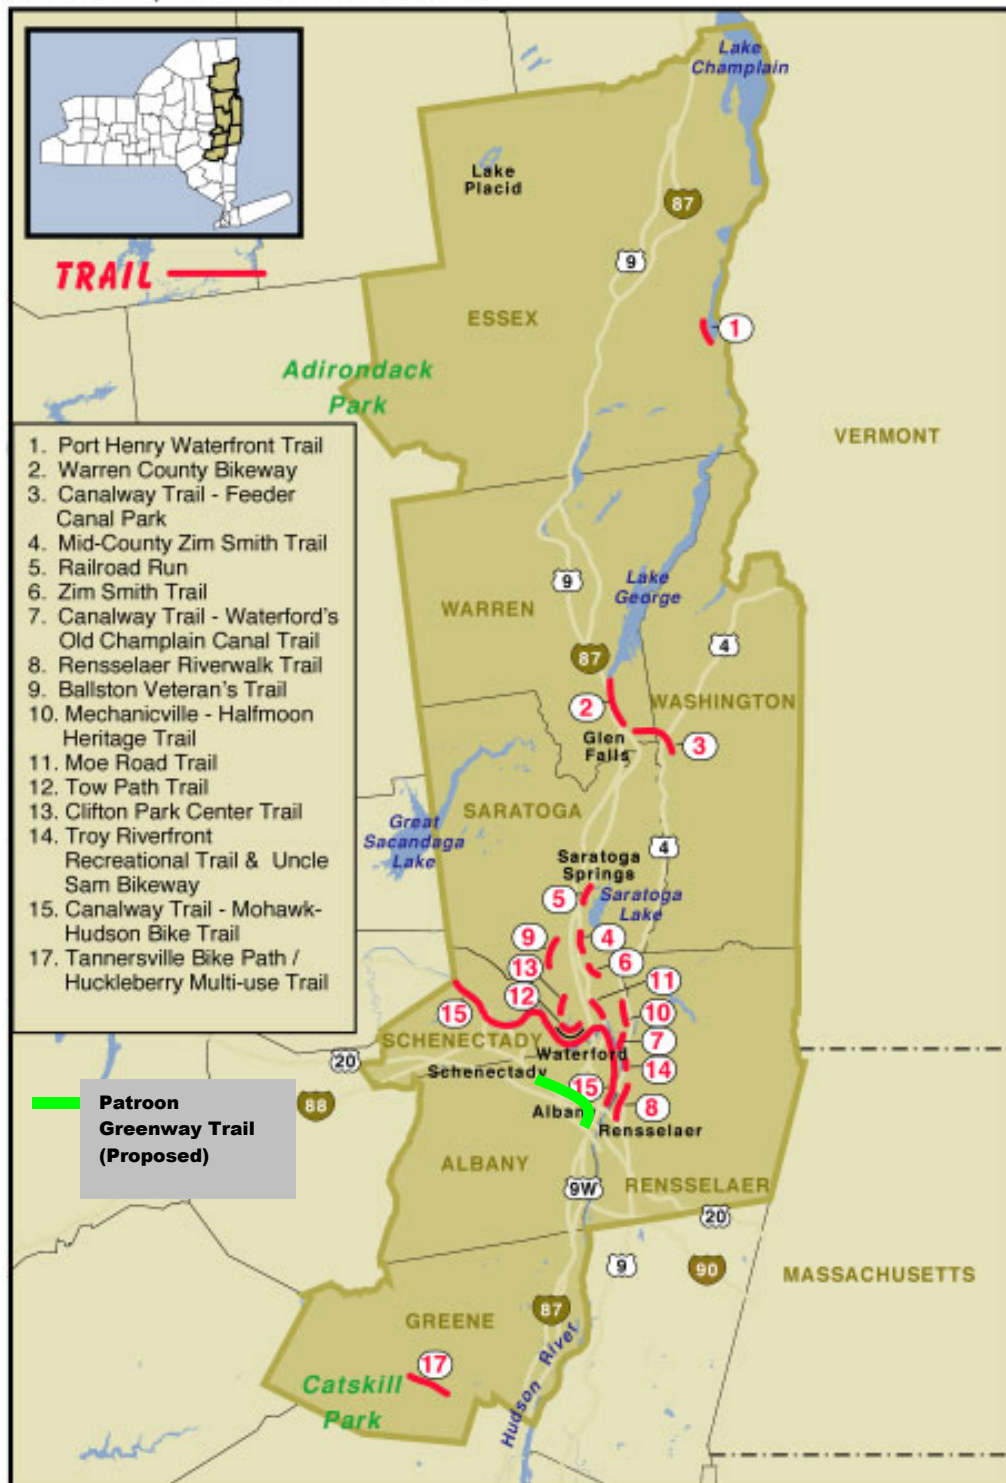 Lake
Champlain
Lake
Placid
87
9
TRAIL
ESSEX
1
Adirondack
Park
VERMONT
1. Port Henry Waterfront Trail
2. Warren County Bikeway
3. Canalway Trail - Feeder
Canal Park
4. Mid-County Zim Smith Trail
5. Railroad Run
6. Zim Smith Trail
7. Canalway Trail - Waterford's
Old Champlain Canal Trail
8. Rensselaer Riverwalk Trail
9. Ballston Veteran's Trail
10. Mechanicville - Halfmoon
Heritage Trail
11. Moe Road Trail
12. Tow Path Trail
13. Clifton Park Center Trail
14. Troy Riverfront
Recreational Trail & Uncle
Sam Bikeway
15. Canalway Trail - Mohawk-
Hudson Bike Trail
17. Tannersville Bike Path /
Huckleberry Multi-use Trail
9
Lake
George
WARREN
4
87
WASHINGTON
2
Glen
Falls
3
SARATOGA
Great
Sacandaga
Lake
4
Saratoga
Springs
5
Saratoga
Lake
9
4
13
6
11
12
15
10
SCHENECTADY
7
Waterford
20
Schenectady
14
15
88
Albany
8
Rensselaer
Patroon
Greenway Trail
(Proposed)
ALBANY
9W
RENSSELAER
20
9
90
MASSACHUSETTS
87
GREENE
Hudson River
17
Catskill
Park